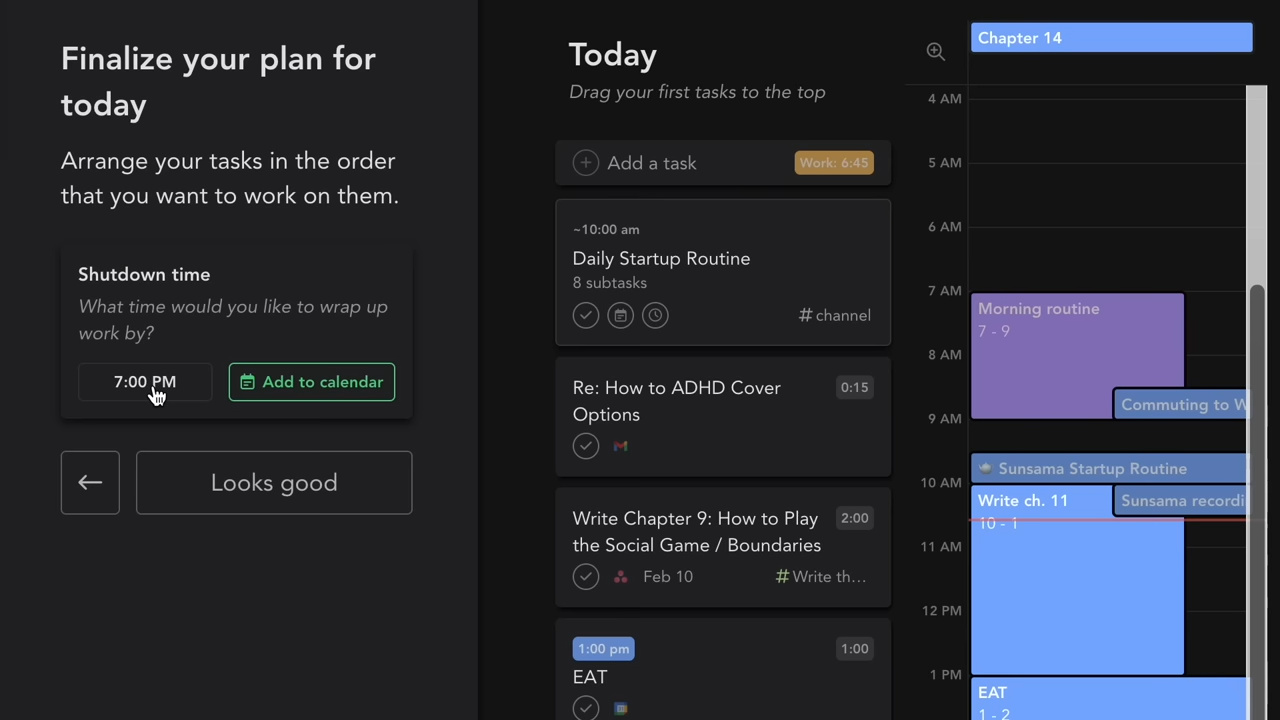 Finalize your plan for
today
Arrange your tasks in the order
that you want to work on them.
Shutdown time
What time would you like to wrap up
work by?
7:00 PM
Add to calendar
Looks good
Today
Drag your first tasks to the top
Add a task
Work: 6:45
~10:00 am
Daily Startup Routine
8 subtasks
#channel
Re: How to ADHD Cover
Options
0:15
Write Chapter 9: How to Play
the Social Game / Boundaries
2:00
Feb 10
#Write th...
1:00 pm
1:00
EAT
Chapter 14
4 AM
5 AM
6 AM
7 AM
Morning routine
7 - 9
8 AM
Commuting to W
9 AM
Sunsama Startup Routine
10 AM
Write ch. 11
Sunsama recordi
10 - 1
11 AM
12 PM
1 PM
EAT
1 - 2